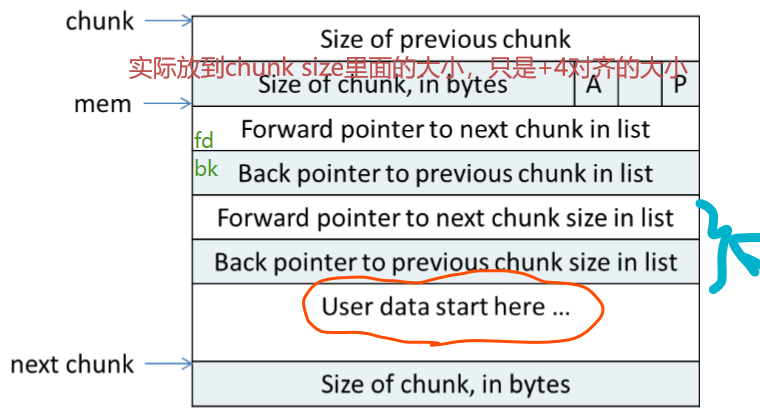 chunk
Size of previous chunk
实际放到chunk size里面的大小，只是+4对齐的大小
Size of chunk, in bytes A P
mem
Forward pointer to next chunk in list
fd
bk
Back pointer to previous chunk in list
Forward pointer to next chunk size in list
Back pointer to previous chunk size in list
User data start here ...
next chunk
Size of chunk, in bytes